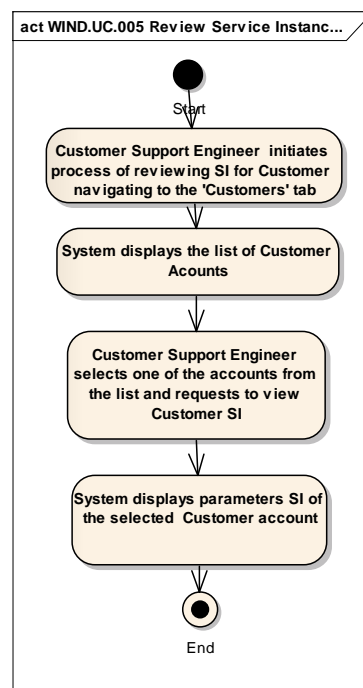 act WIND.UC.005 Review Service Instanc...
Start
Customer Support Engineer initiates
process of reviewing SI for Customer
navigating to the 'Customers' tab
System displays the list of Customer
Acounts
Customer Support Engineer
selects one of the accounts from
the list and requests to view
Customer SI
System displays parameters SI of
the selected Customer account
End